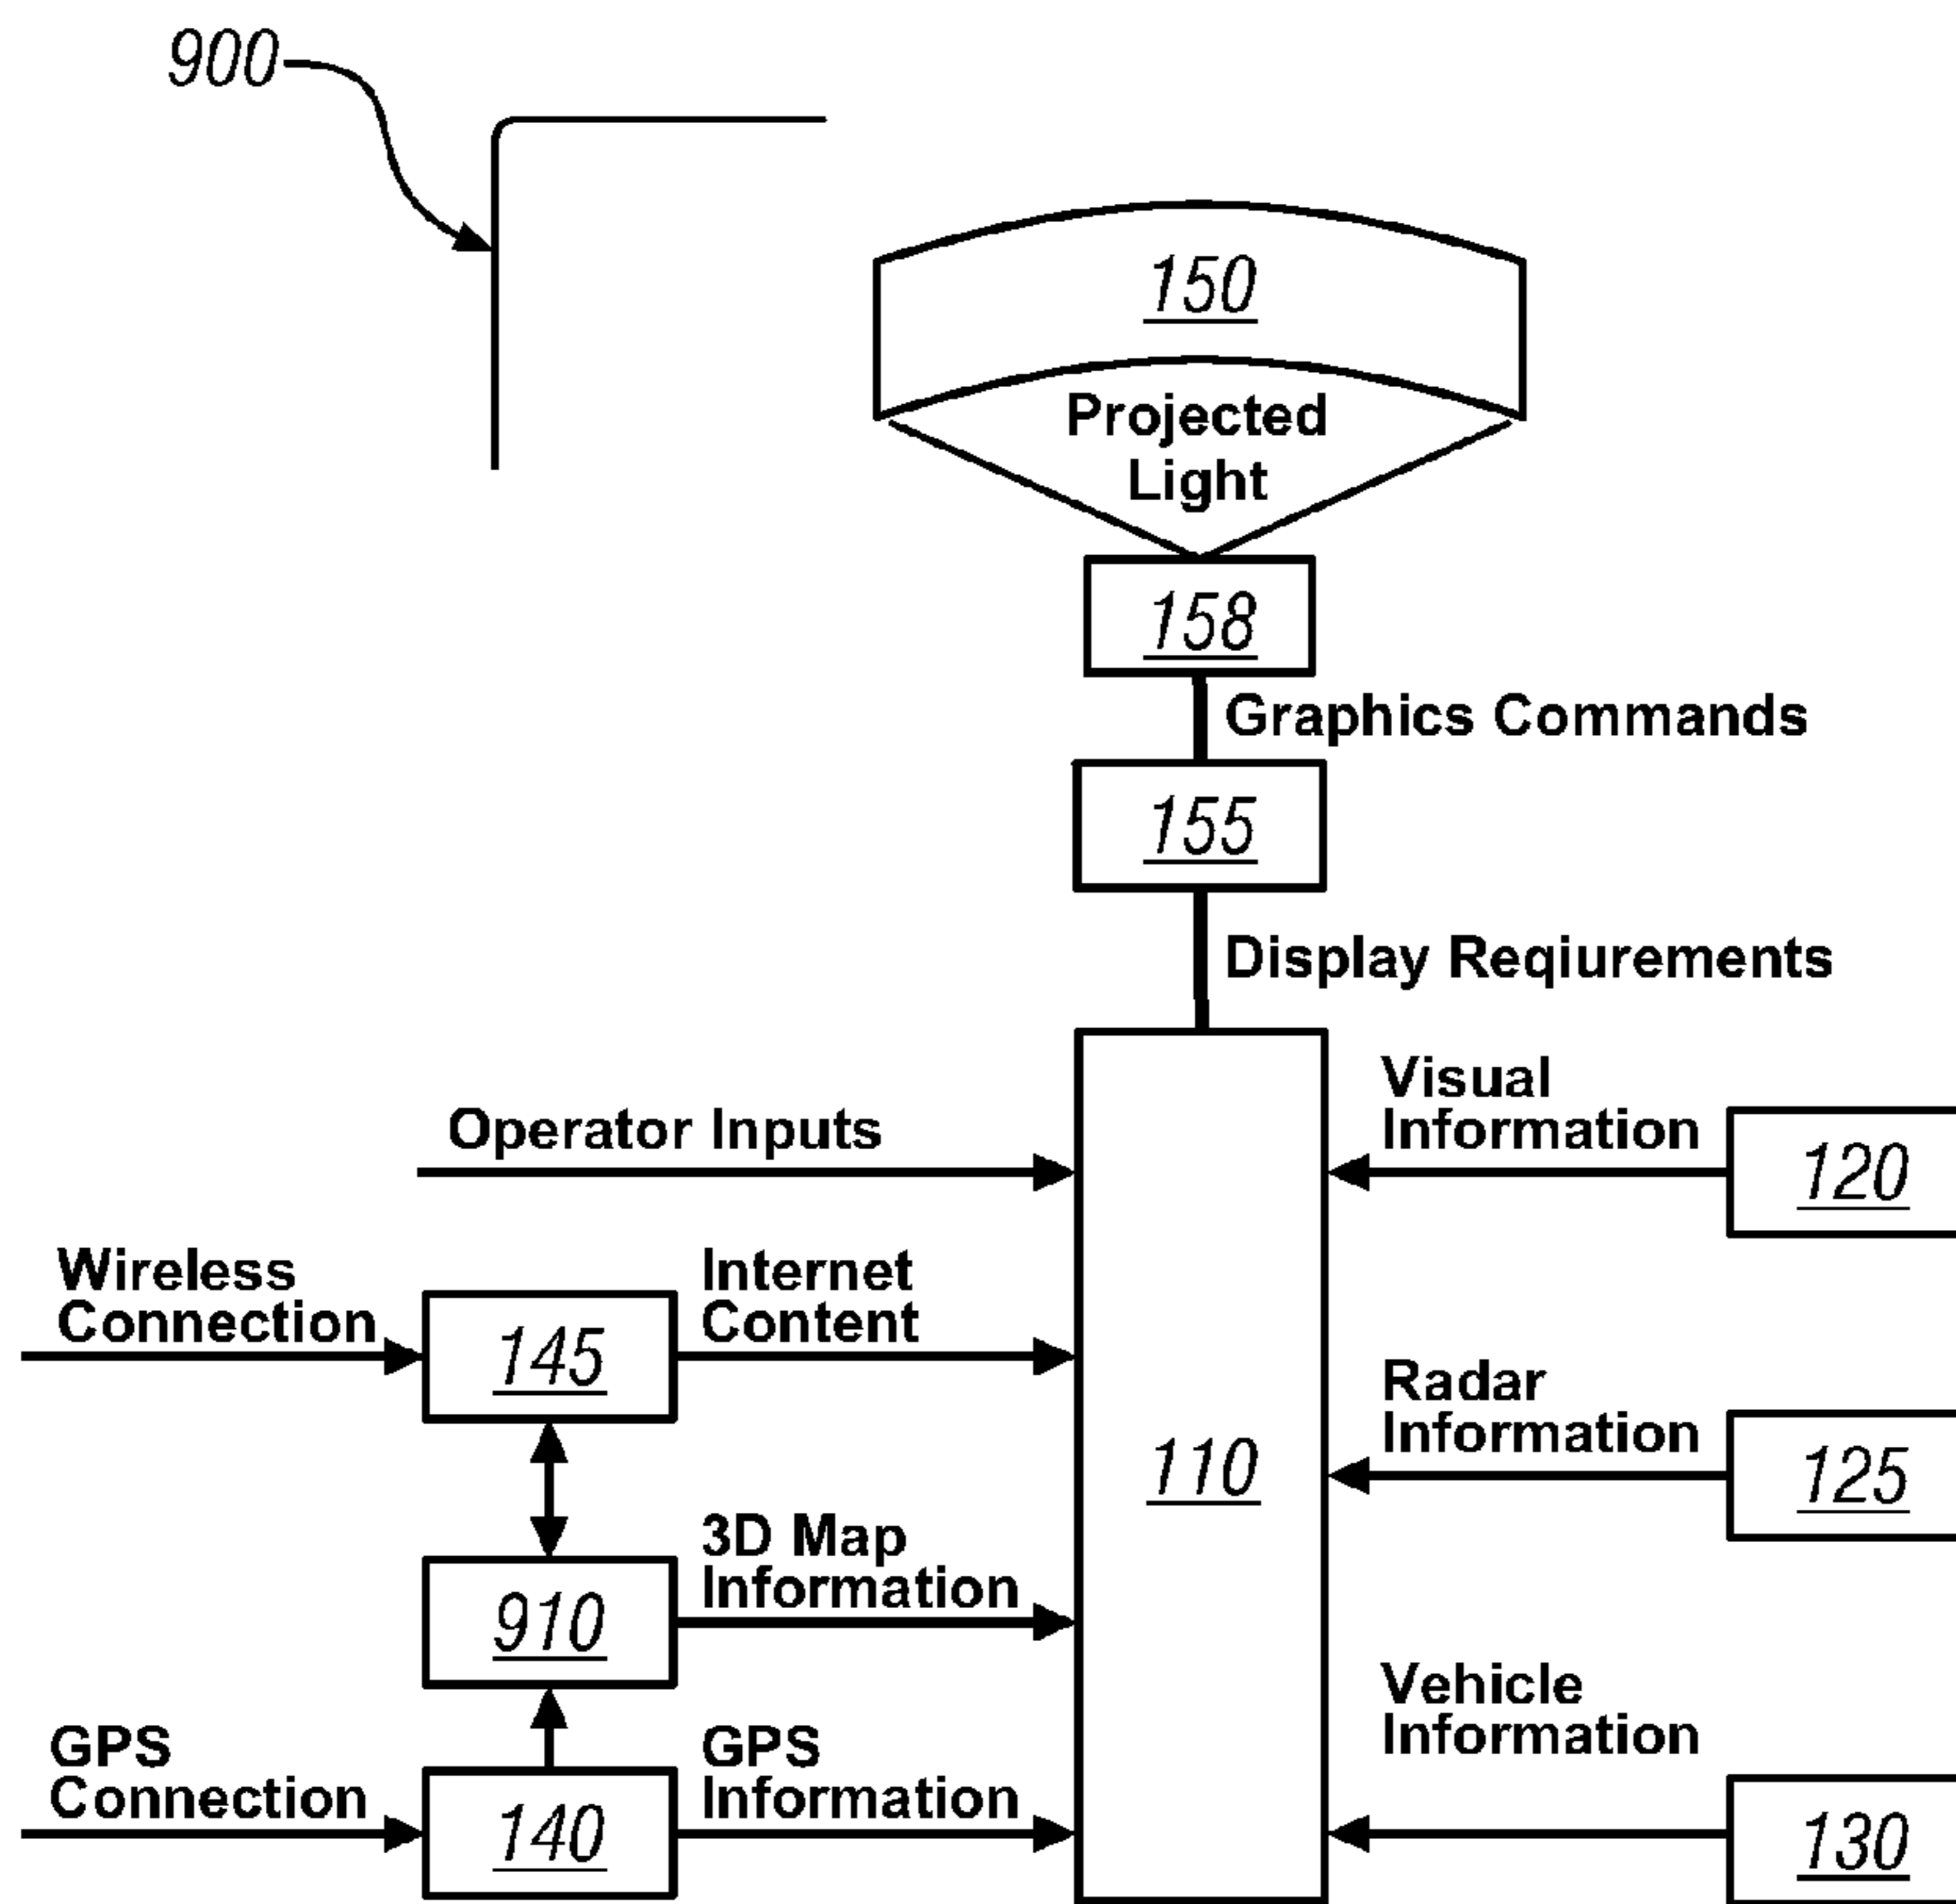 900
150
Projected
Light
158
Graphics Commands
155
Display Reqiurements
Operator Inputs
Visual
Information
120
Wireless
Connection
145
Internet
Content
110
Radar
Information
125
910
3D Map
Information
GPS
Connection
140
GPS
Information
Vehicle
Information
130